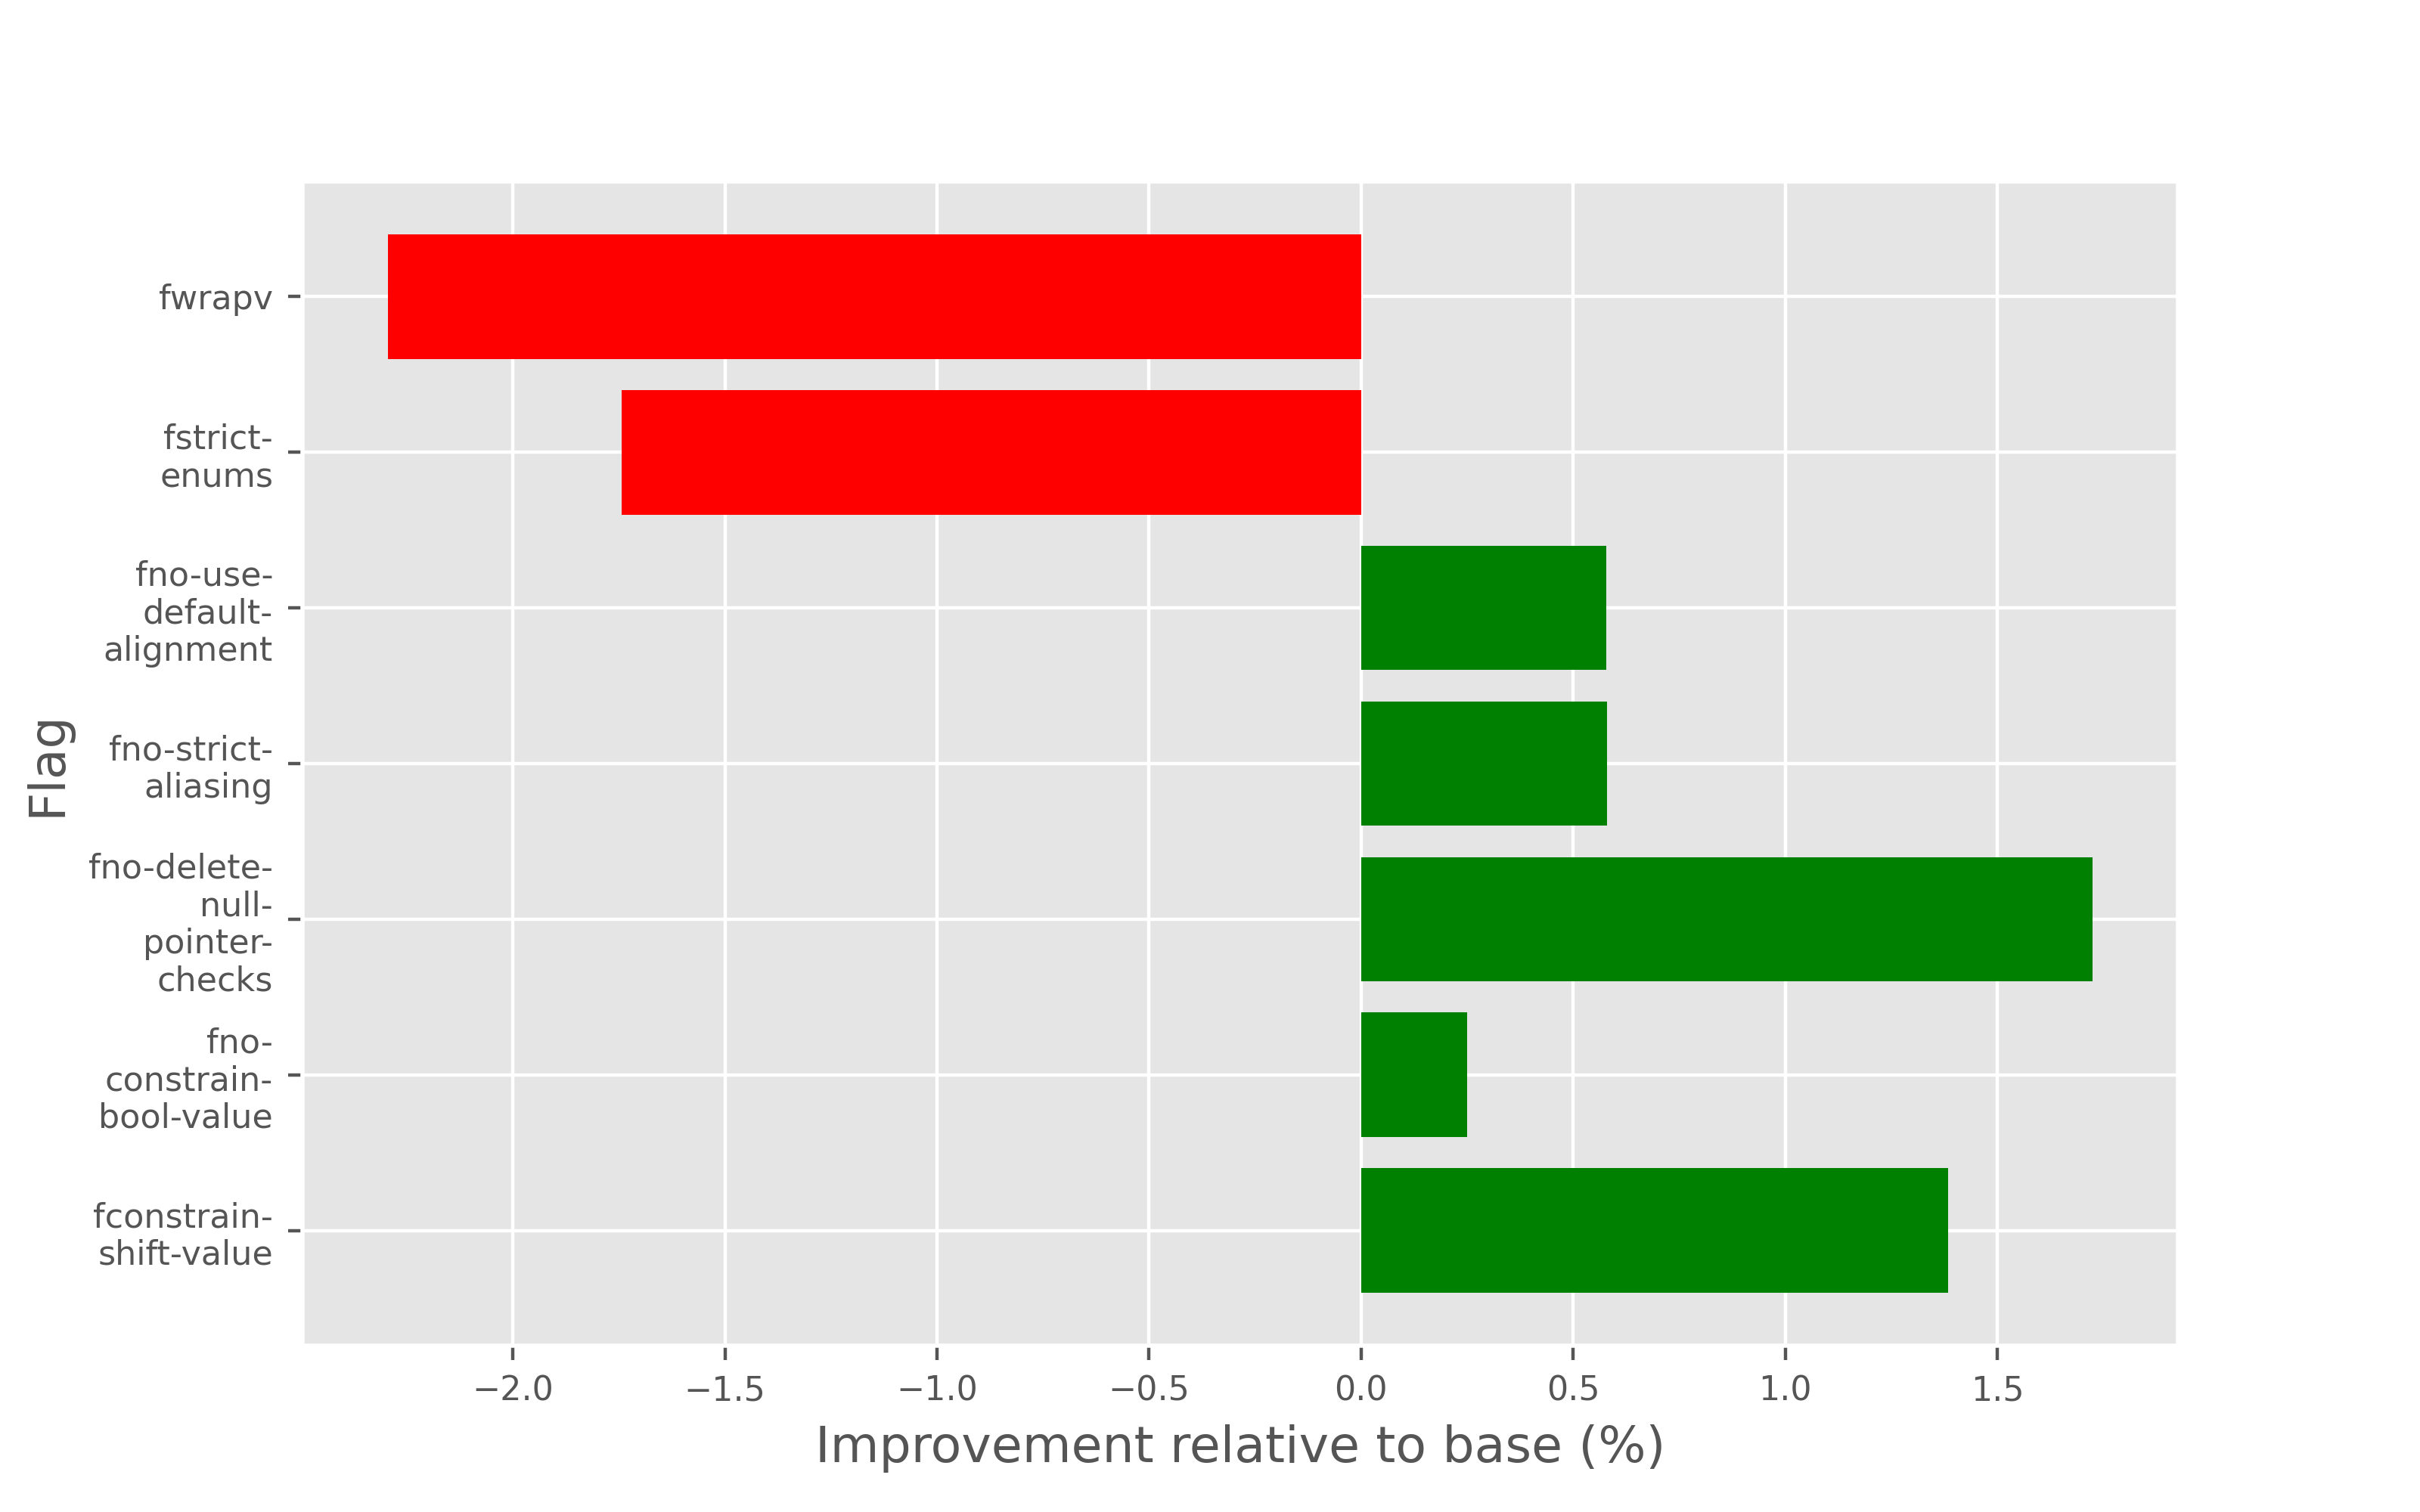 fwrapv
fstrict-
enums
fno-use-
default-
alignment
fno-strict-
aliasing
fno-delete-
null-
pointer-
checks
fno-
constrain-
bool-value
fconstrain-
shift-value
Flag
−2.0 −1.5 −1.0 −0.5 0.0 0.5 1.0 1.5
Improvement relative to base (%)